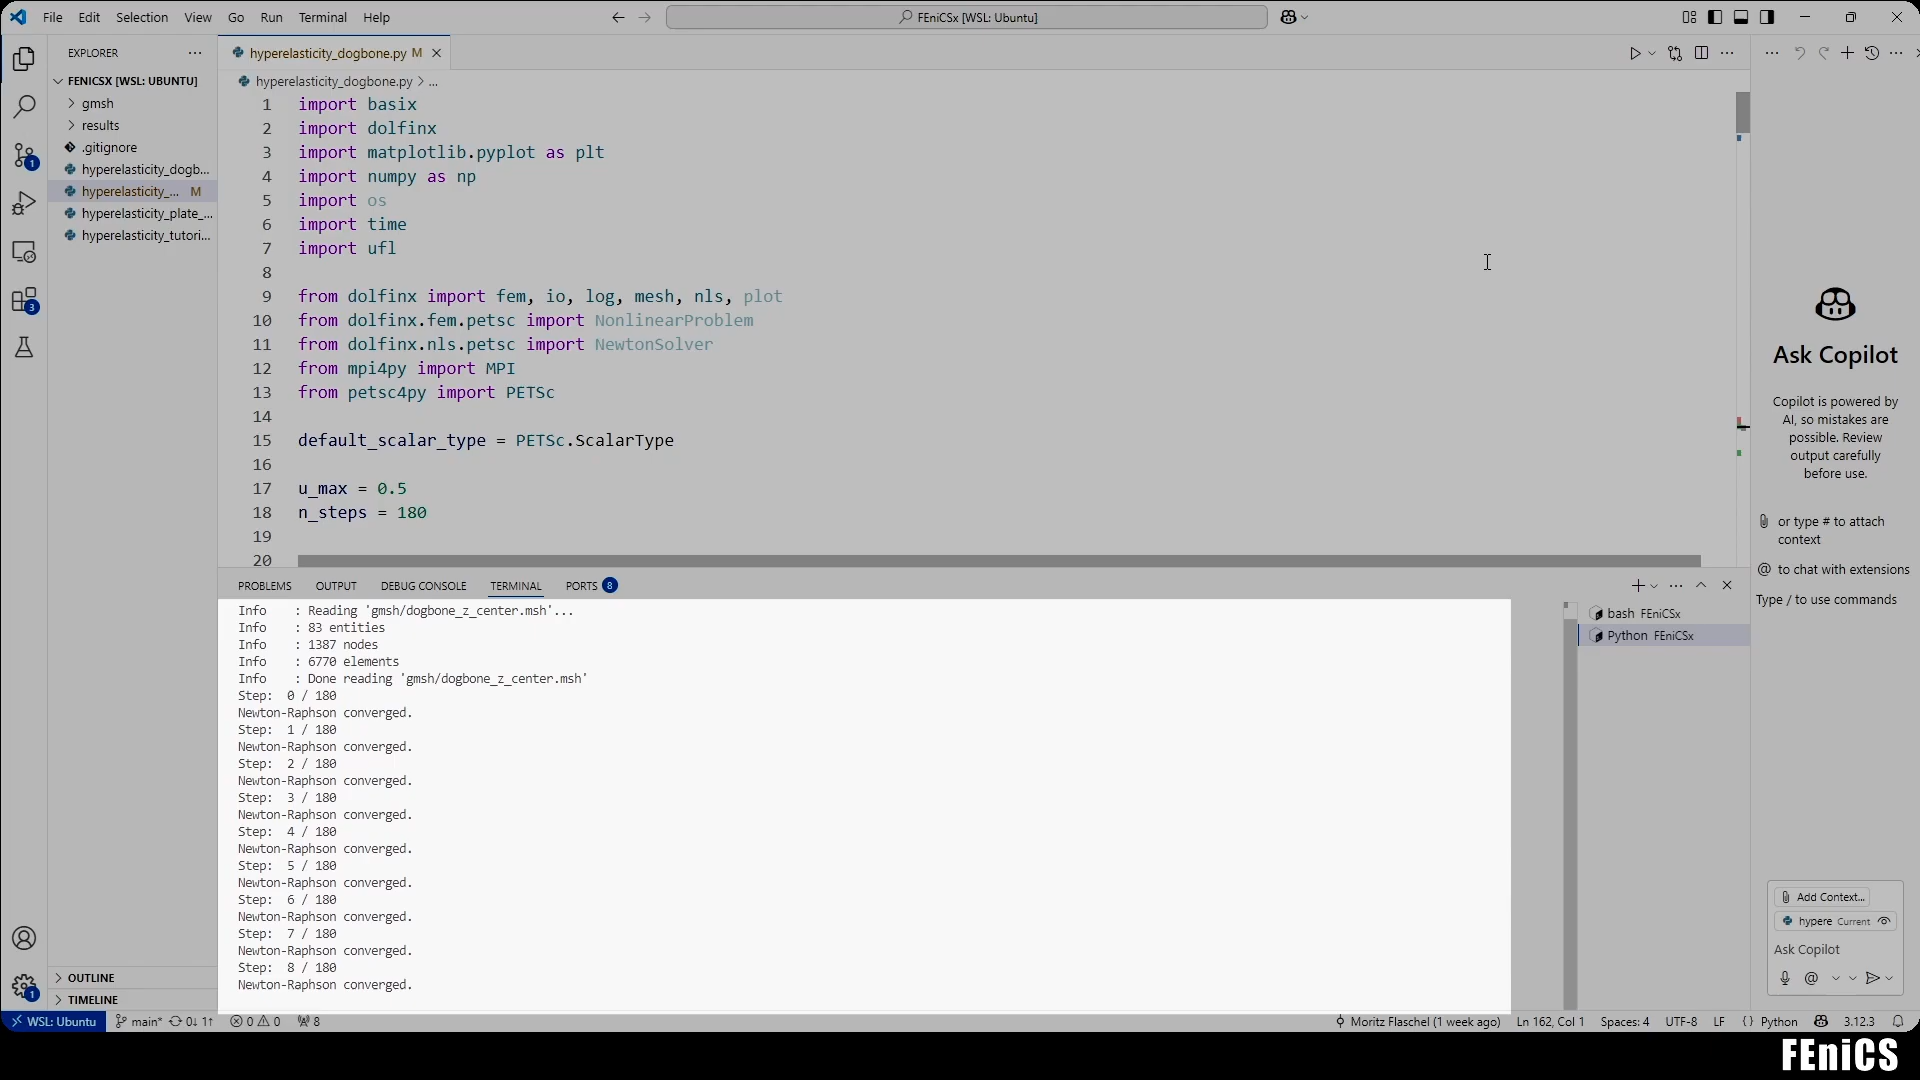 File Edit Selection View Go Run Terminal Help
FEniCSx [WSL: Ubuntu]
EXPLORER
FENICSX [WSL: UBUNTU]
gmsh
results
.gitignore
hyperelasticity_dogb...
hyperelasticity_... M
hyperelasticity_plate_...
hyperelasticity_tutori...
1
3
OUTLINE
TIMELINE
1
hyperelasticity_dogbone.py M
hyperelasticity_dogbone.py > ...
1 import basix
2 import dolfinx
3 import matplotlib.pyplot as plt
4 import numpy as np
5 import os
6 import time
7 import ufl
8
9 from dolfinx import fem, io, log, mesh, nls, plot
10 from dolfinx.fem.petsc import NonlinearProblem
11 from dolfinx.nls.petsc import NewtonSolver
12 from mpi4py import MPI
13 from petsc4py import PETSc
14
15 default_scalar_type = PETSc.ScalarType
16
17 u_max = 0.5
18 n_steps = 180
19
20
PROBLEMS OUTPUT DEBUG CONSOLE TERMINAL PORTS 8
Info : Reading 'gmsh/dogbone_z_center.msh'...
Info : 83 entities
Info : 1387 nodes
Info : 6770 elements
Info : Done reading 'gmsh/dogbone_z_center.msh'
Step: 0 / 180
Newton-Raphson converged.
Step: 1 / 180
Newton-Raphson converged.
Step: 2 / 180
Newton-Raphson converged.
Step: 3 / 180
Newton-Raphson converged.
Step: 4 / 180
Newton-Raphson converged.
Step: 5 / 180
Newton-Raphson converged.
Step: 6 / 180
Newton-Raphson converged.
Step: 7 / 180
Newton-Raphson converged.
Step: 8 / 180
Newton-Raphson converged.
bash FEniCSx
Python FEniCSx
Ask Copilot
Copilot is powered by
AI, so mistakes are
possible. Review
output carefully
before use.
or type # to attach
context
@ to chat with extensions
Type / to use commands
Add Context...
hypere Current
Ask Copilot
@
WSL: Ubuntu main* 0↓ 1↑ 0 0 8
Moritz Flaschel (1 week ago) Ln 162, Col 1 Spaces: 4 UTF-8 LF {} Python 3.12.3
FEniCS